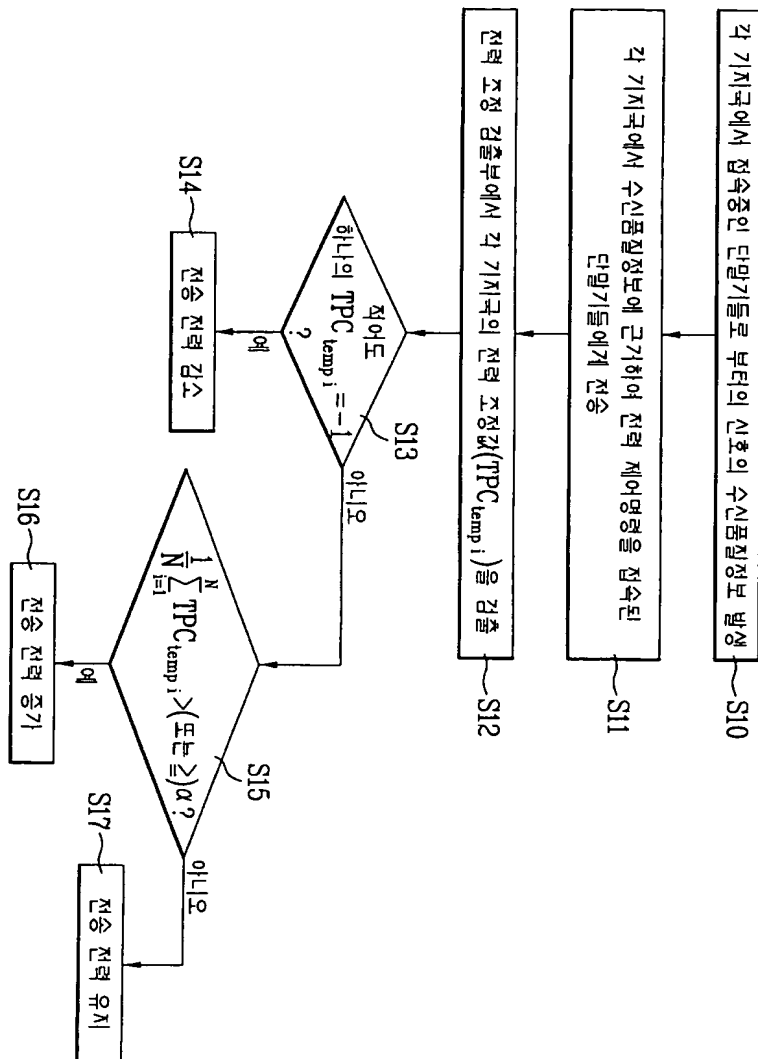 각 기지국에서 접속중인 단말기들로 부터의 신호의 수신품질정보 발생
S10
각 기지국에서 수신품질정보에 근거하여 전력 제어명령을 접속된
단말기들에게 전송
S11
전력 조정 검출부에서 각 기지국의 전력 조정값(TPC_temp i)을 검출
S12
적어도
하나의 TPC_temp i = -1
?
S13
예
아니요
S14
전송 전력 감소
1/N ∑_{i=1}^{N} TPC_temp i >(또는≧)α?
S15
예
아니요
S16
전송 전력 증가
S17
전송 전력 유지